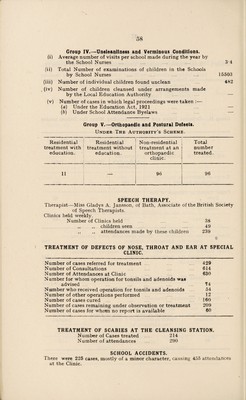 58
Group IV.—Uncleanliness and Verminous Conditions.
(i) Average number of visits per school made during the year by
the School Nurses 3·4
(ii) Total Number of examinations of children in the Schools
by School Nurses 15503
(iii) Number of individual children found unclean 482
(iv) Number of children cleansed under arrangements made
by the Local Education Authority
(v) Number of cases in which legal proceedings were taken :—
(a) Under the Education Act, 1921 —
(b) Under School Attendance Byelaws —
Group V.—Orthopaedic and Postural Defects.
Under The Authority's Scheme.
Residential treatment with education. Residential treatment without education. Non-residential treatment at an orthopaedic clinic. Total number treated.
11 — 96 96
SPEECH THERAPY.
Therapist—Miss Gladys A. Janson, of Bath, Associate of the British Society
of Speech Therapists.
Clinics held weekly.
Number of Clinics held 38
,, ,, children seen 49
,, ,, attendances made by these children 239
TREATMENT OF DEFECTS OF NOSE, THROAT AND EAR AT SPECIAL
CLINIC.
Number of cases referred for treatment 429
Number of Consultations 614
Number of Attendances at Clinic 620
Number for whom operation for tonsils and adenoids was
advised 74
Number who received operation for tonsils and adenoids 34
Number of other operations performed 12
Number of cases cured 160
Number of cases remaining under observation or treatment 209
Number of cases for whom no report is available 60
TREATMENT OF SCABIES AT THE CLEANSING STATION.
Number of Cases treated 214
Number of attendances 290
SCHOOL ACCIDENTS.
There were 225 cases, mostly of a minor character, causing 455 attendances
at the Clinic.